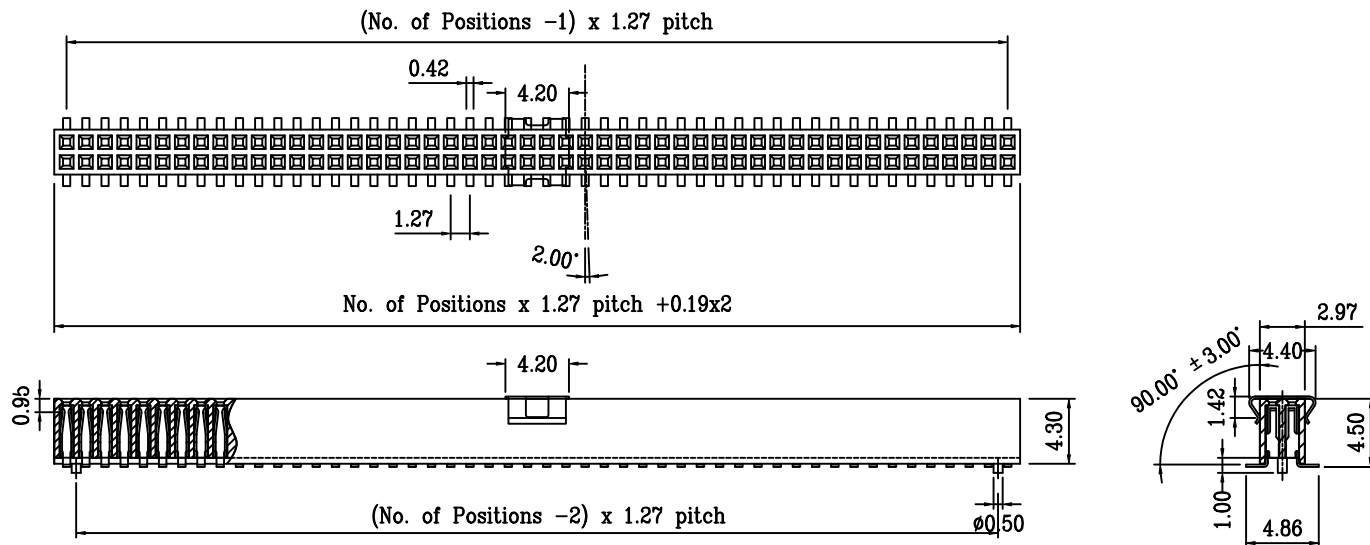 (No. of Positions -1) x 1.27 pitch
0.42
4.20
1.27
2.00°
No. of Positions x 1.27 pitch +0.19x2
4.20
0.95
4.30
(No. of Positions -2) x 1.27 pitch
ø0.50
2.97
4.40
90.00° ± 3.00°
1.42
4.50
1.00
4.86